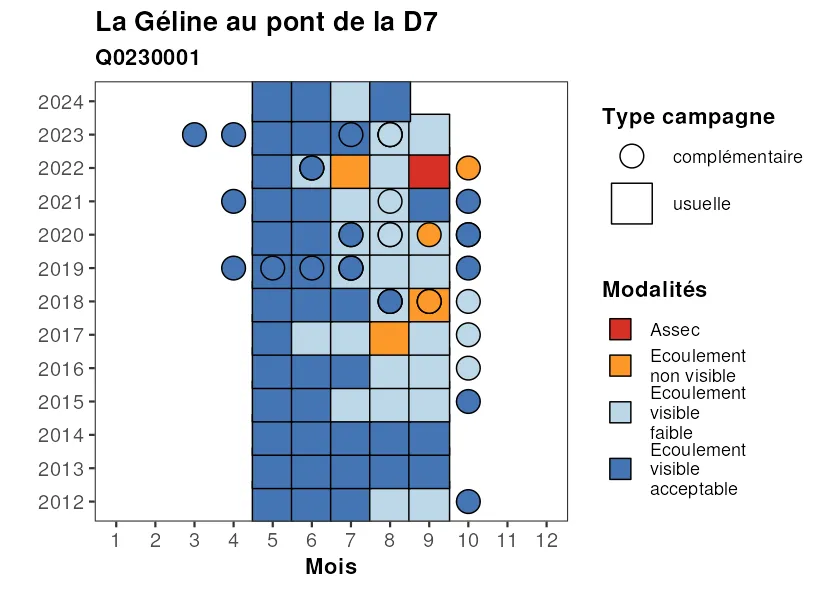 La Géline au pont de la D7
Q0230001
2024
2023
2022
2021
2020
2019
2018
2017
2016
2015
2014
2013
2012
1 2 3 4 5 6 7 8 9 10 11 12
Mois
Type campagne
complémentaire
usuelle
Modalités
Assec
Ecoulement
non visible
Ecoulement
visible
faible
Ecoulement
visible
acceptable